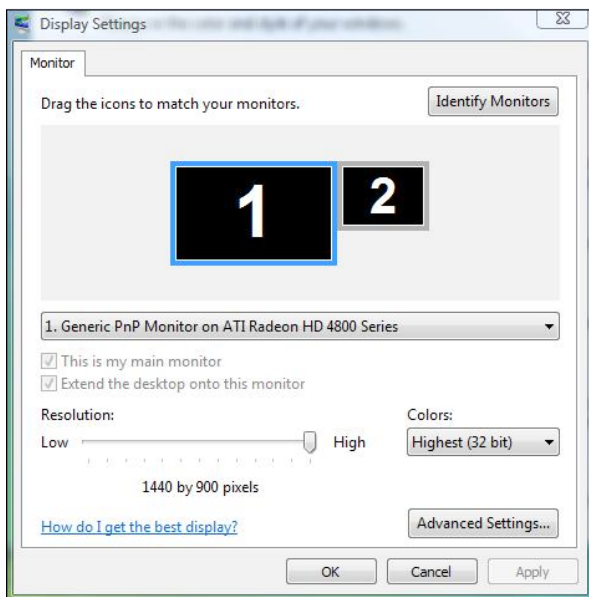 Display Settings
Monitor
Drag the icons to match your monitors.
Identify Monitors
1
2
1. Generic PnP Monitor on ATI Radeon HD 4800 Series
This is my main monitor
Extend the desktop onto this monitor
Resolution:
Colors:
Low
High
Highest (32 bit)
1440 by 900 pixels
How do I get the best display?
Advanced Settings...
OK
Cancel
Apply